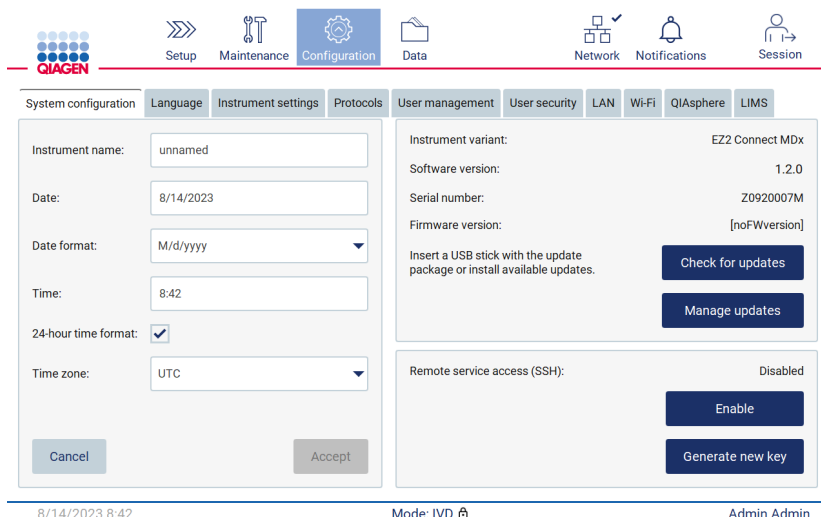 QIAGEN
Setup
Maintenance
Configuration
Data
Network
Notifications
Session
System configuration
Language
Instrument settings
Protocols
User management
User security
LAN
Wi-Fi
QIAsphere
LIMS
Instrument name:
unnamed
Date:
8/14/2023
Date format:
M/d/yyyy
Time:
8:42
24-hour time format:
Time zone:
UTC
Cancel
Accept
Instrument variant:
EZ2 Connect MDx
Software version:
1.2.0
Serial number:
Z0920007M
Firmware version:
[noFWversion]
Insert a USB stick with the update
package or install available updates.
Check for updates
Manage updates
Remote service access (SSH):
Disabled
Enable
Generate new key
8/14/2023 8:42
Mode: IVD
Admin Admin